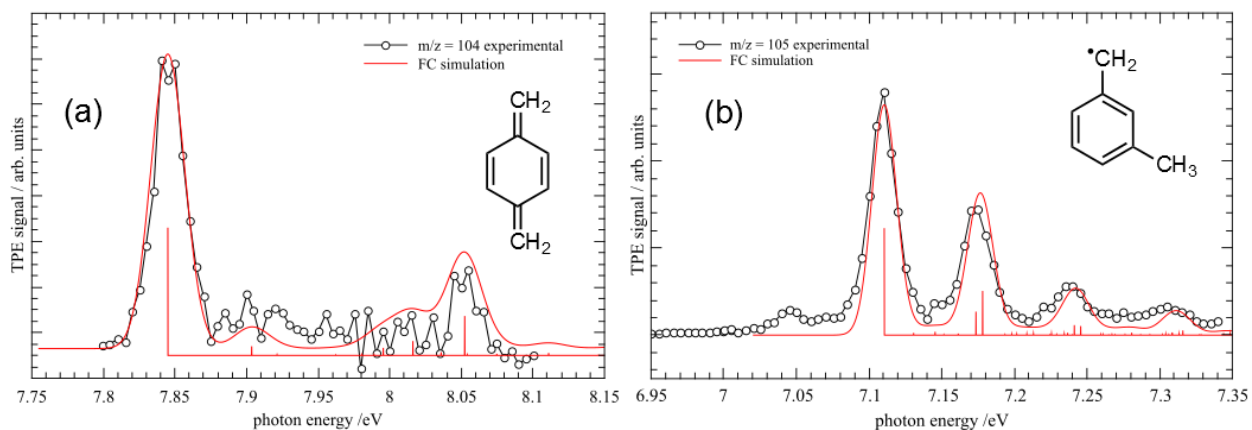 (a)
m/z = 104 experimental
FC simulation
CH₂
CH₂
TPE signal / arb. units
7.75 7.8 7.85 7.9 7.95 8 8.05 8.1 8.15
photon energy /eV
(b)
m/z = 105 experimental
FC simulation
•CH₂
CH₃
TPE signal / arb. units
6.95 7 7.05 7.1 7.15 7.2 7.25 7.3 7.35
photon energy /eV